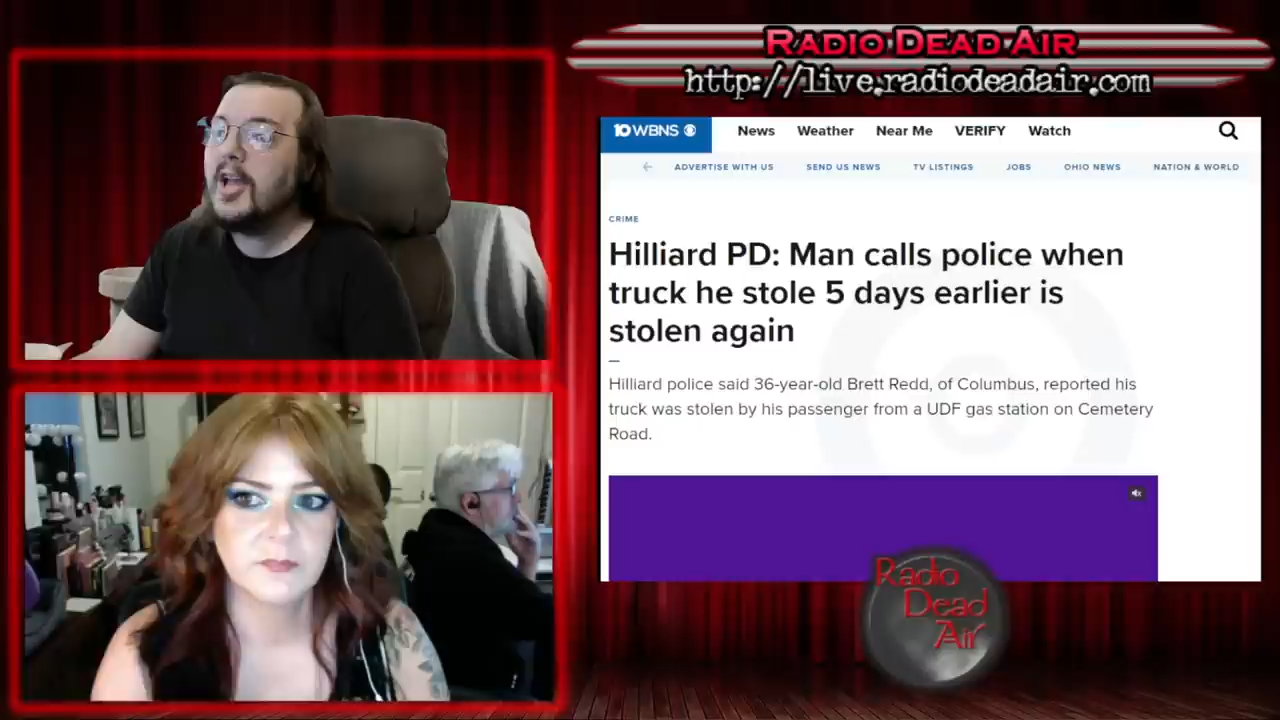 RADIO DEAD AIR
http://live.radiodeadair.com
10 WBNS
News Weather Near Me VERIFY Watch
← ADVERTISE WITH US SEND US NEWS TV LISTINGS JOBS OHIO NEWS NATION & WORLD
CRIME
Hilliard PD: Man calls police when
truck he stole 5 days earlier is
stolen again
Hilliard police said 36-year-old Brett Redd, of Columbus, reported his
truck was stolen by his passenger from a UDF gas station on Cemetery
Road.
Radio
Dead
Air